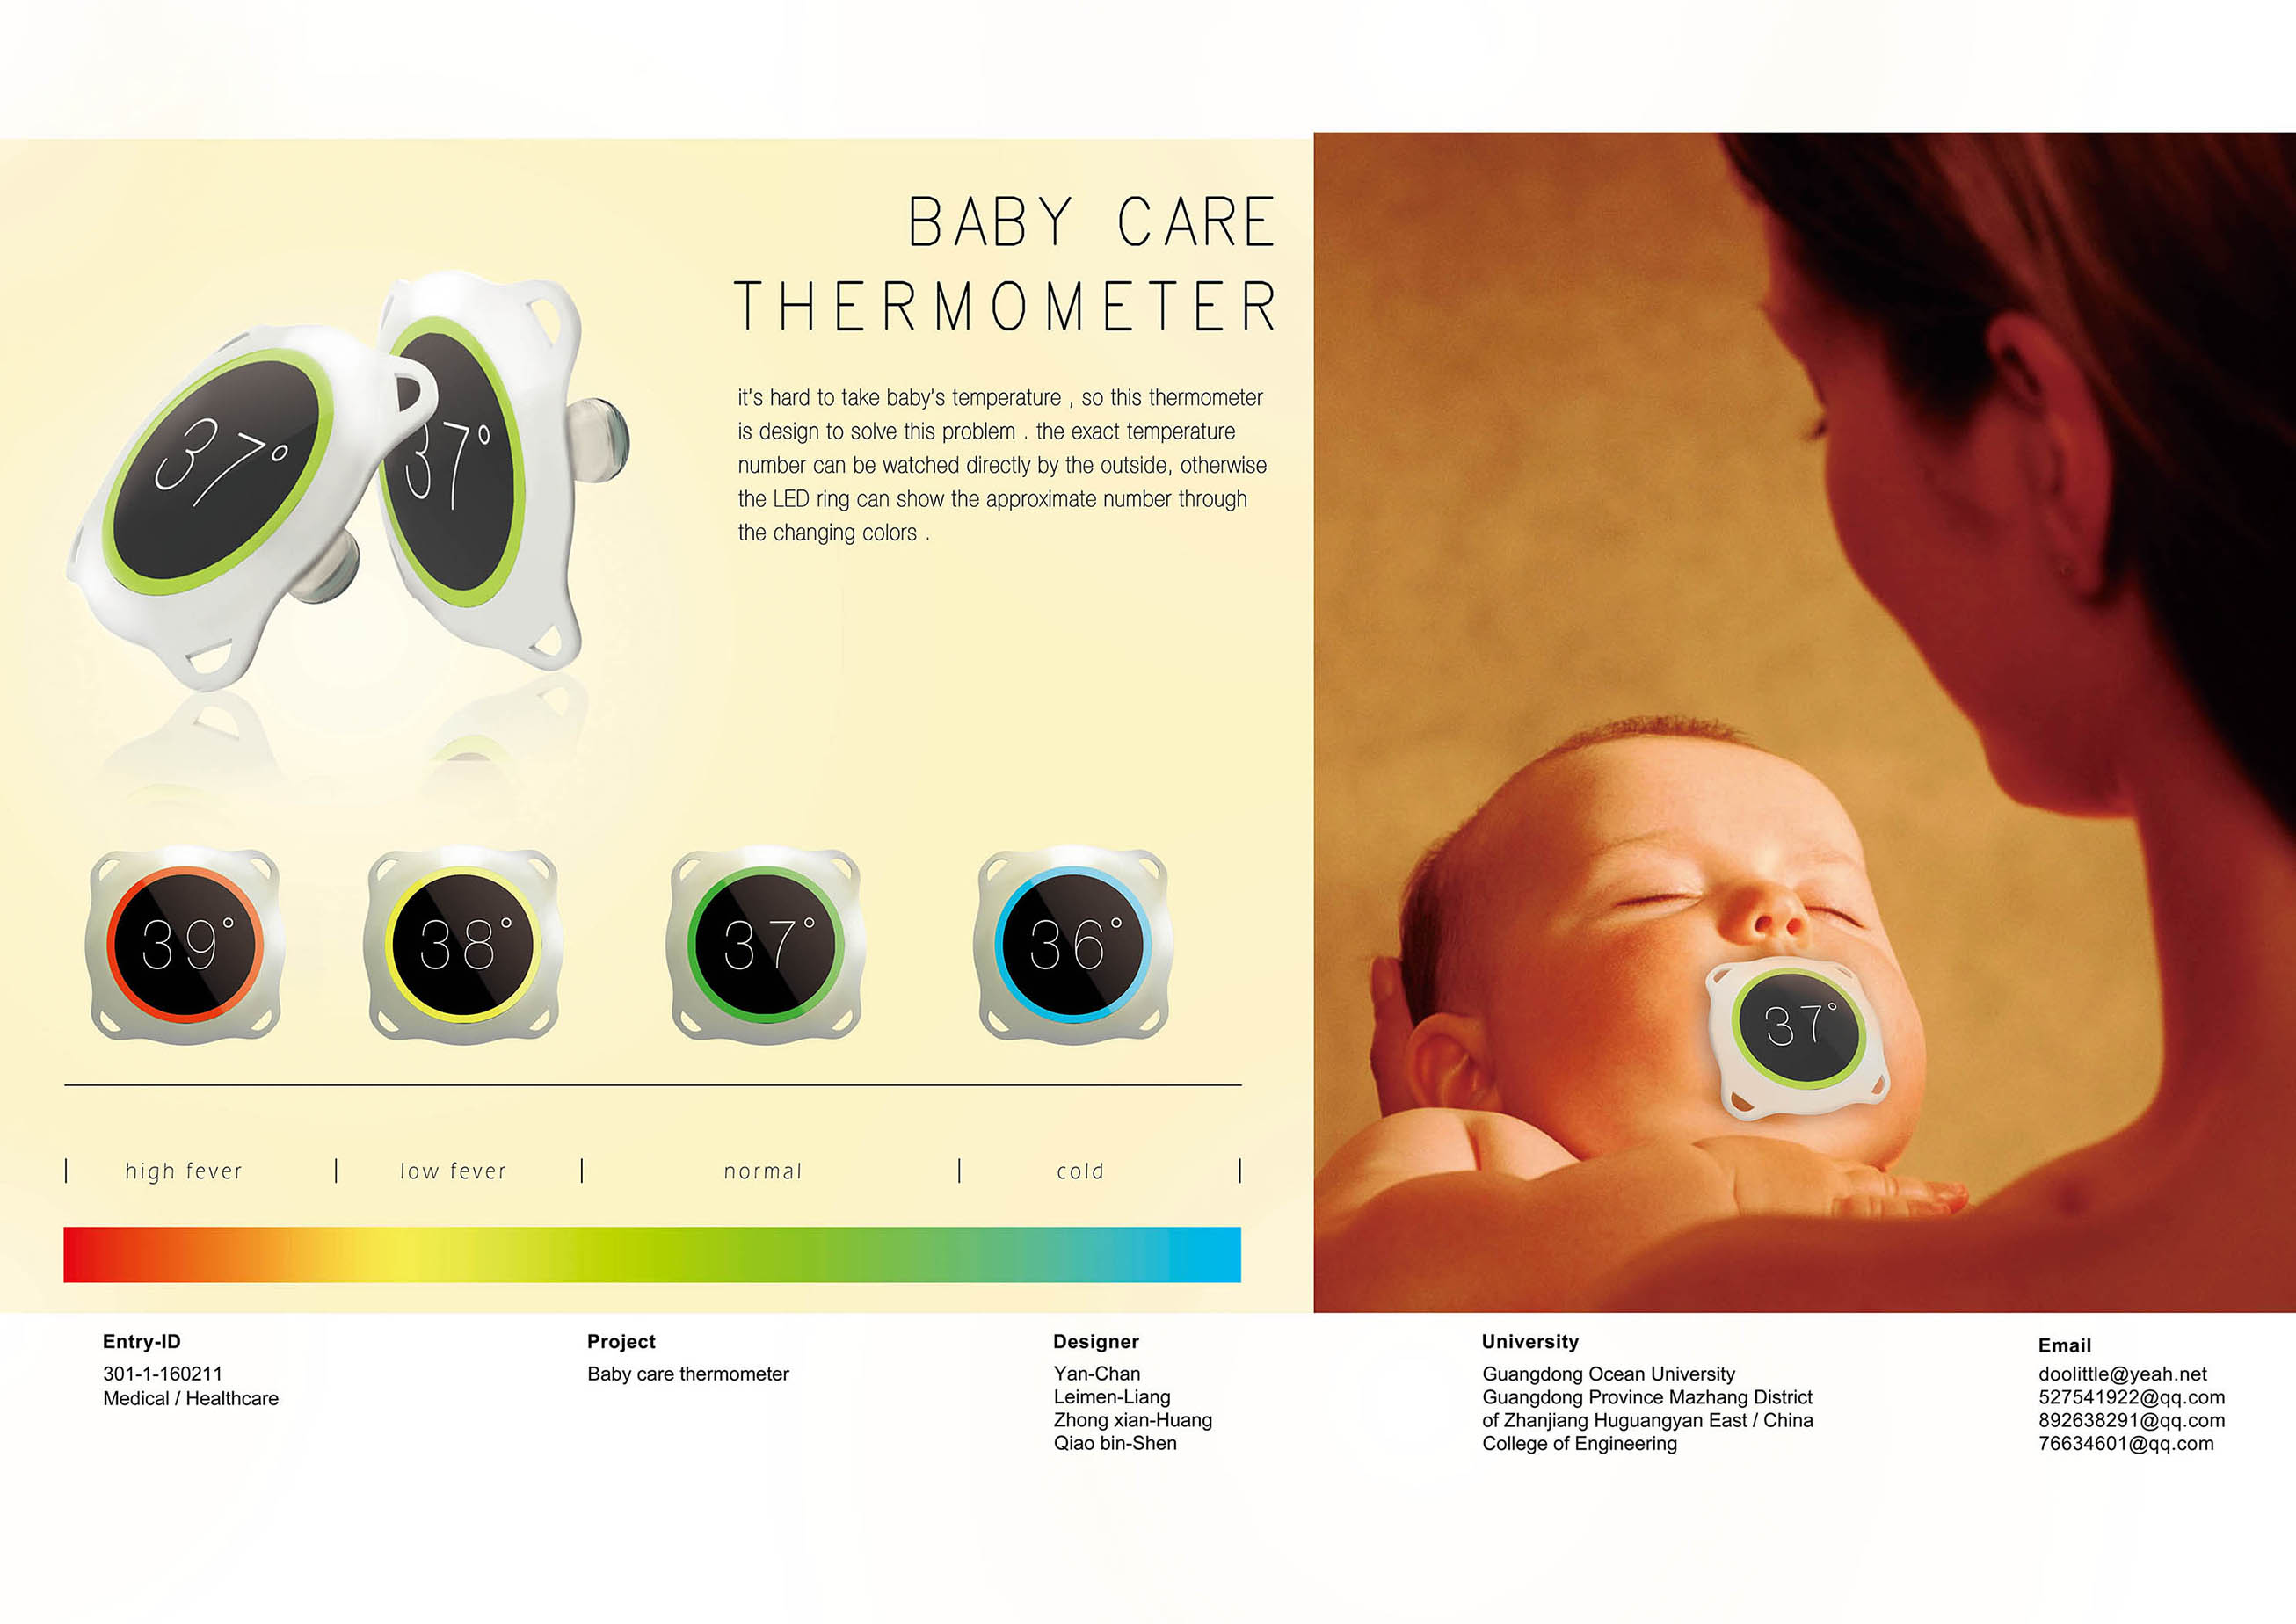 BABY CARE
THERMOMETER
it's hard to take baby's temperature , so this thermometer
is design to solve this problem . the exact temperature
number can be watched directly by the outside, otherwise
the LED ring can show the approximate number through
the changing colors .
37°
37°
39°
38°
37°
36°
37°
high fever
low fever
normal
cold
Entry-ID
301-1-160211
Medical / Healthcare
Project
Baby care thermometer
Designer
Yan-Chan
Leimen-Liang
Zhong xian-Huang
Qiao bin-Shen
University
Guangdong Ocean University
Guangdong Province Mazhang District
of Zhanjiang Huguangyan East / China
College of Engineering
Email
doolittle@yeah.net
527541922@qq.com
892638291@qq.com
76634601@qq.com